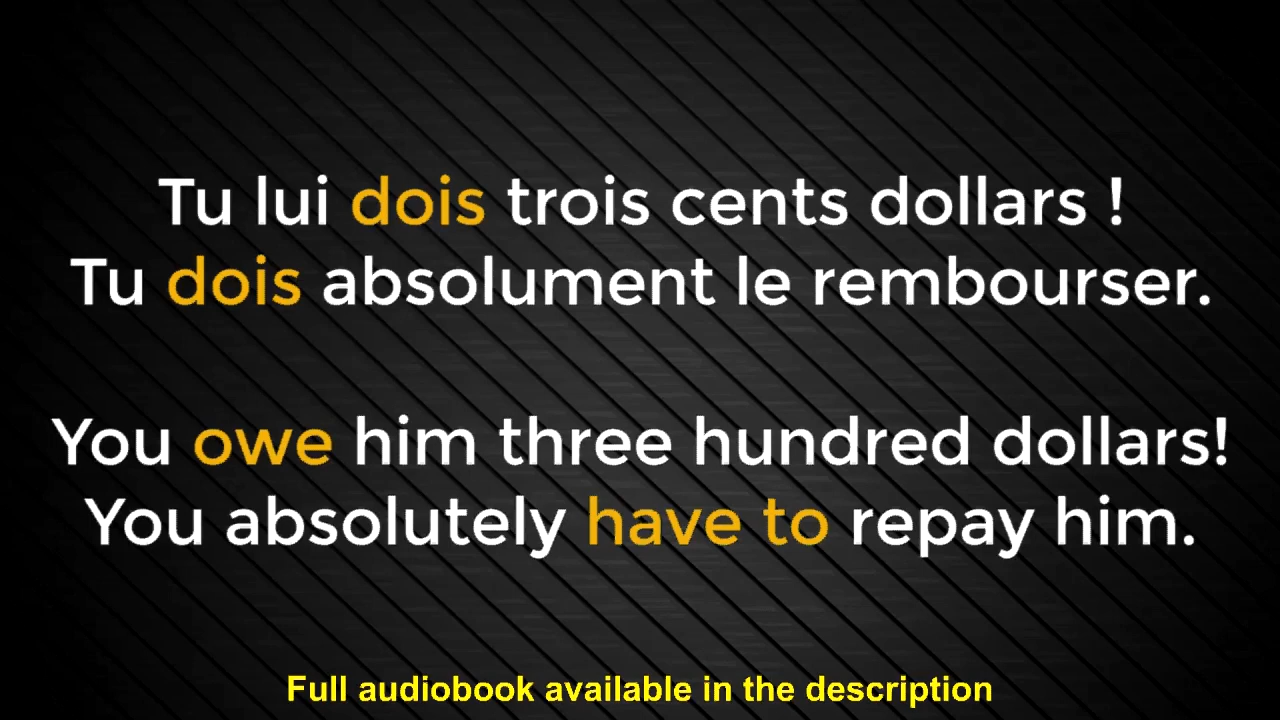 Tu lui dois trois cents dollars !
Tu dois absolument le rembourser.
You owe him three hundred dollars!
You absolutely have to repay him.
Full audiobook available in the description